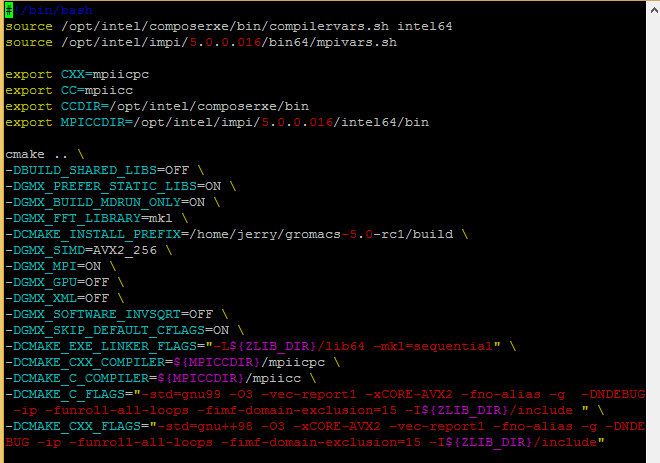 #!/bin/bash
source /opt/intel/composerxe/bin/compilervars.sh intel64
source /opt/intel/impi/5.0.0.016/bin64/mpivars.sh
export CXX=mpiicpc
export CC=mpiicc
export CCDIR=/opt/intel/composerxe/bin
export MPICCDIR=/opt/intel/impi/5.0.0.016/intel64/bin
cmake .. \
-DBUILD_SHARED_LIBS=OFF \
-DGMX_PREFER_STATIC_LIBS=ON \
-DGMX_BUILD_MDRUN_ONLY=ON \
-DGMX_FFT_LIBRARY=mkl \
-DCMAKE_INSTALL_PREFIX=/home/jerry/gromacs-5.0-rc1/build \
-DGMX_SIMD=AVX2_256 \
-DGMX_MPI=ON \
-DGMX_GPU=OFF \
-DGMX_XML=OFF \
-DGMX_SOFTWARE_INVSQRT=OFF \
-DGMX_SKIP_DEFAULT_CFLAGS=ON \
-DCMAKE_EXE_LINKER_FLAGS="-L${ZLIB_DIR}/lib64 -mkl=sequential" \
-DCMAKE_CXX_COMPILER=${MPICCDIR}/mpiicpc \
-DCMAKE_C_COMPILER=${MPICCDIR}/mpiicc \
-DCMAKE_C_FLAGS="-std=gnu99 -O3 -vec-report1 -xCORE-AVX2 -fno-alias -g  -DNDEBUG
 -ip -funroll-all-loops -fimf-domain-exclusion=15 -I${ZLIB_DIR}/include " \
-DCMAKE_CXX_FLAGS="-std=gnu++98 -O3 -xCORE-AVX2 -vec-report1 -fno-alias -g -DNDE
BUG -ip -funroll-all-loops -fimf-domain-exclusion=15 -I${ZLIB_DIR}/include"